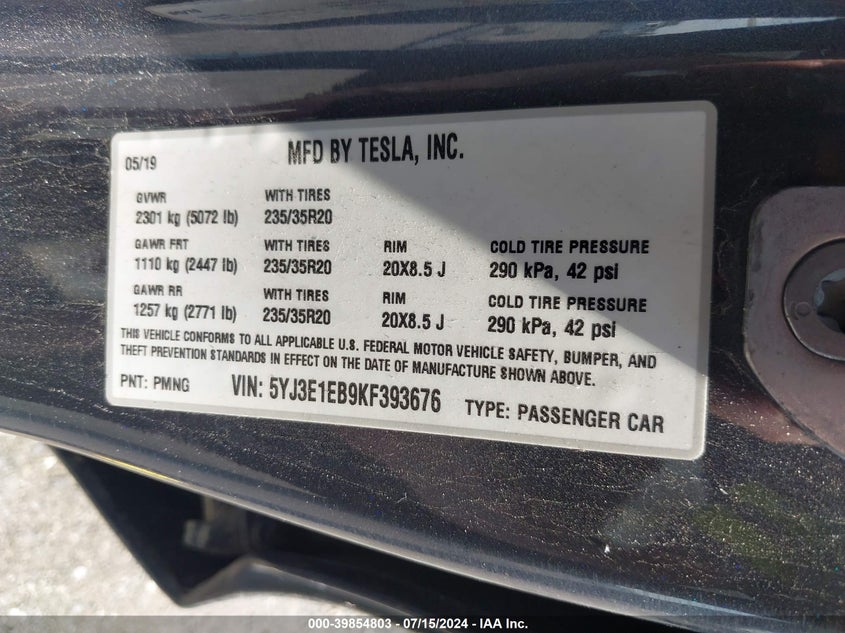 05/19 MFD BY TESLA, INC.
GVWR WITH TIRES
2301 kg (5072 lb) 235/35R20
GAWR FRT WITH TIRES RIM COLD TIRE PRESSURE
1110 kg (2447 lb) 235/35R20 20X8.5 J 290 kPa, 42 psi
GAWR RR WITH TIRES RIM COLD TIRE PRESSURE
1257 kg (2771 lb) 235/35R20 20X8.5 J 290 kPa, 42 psi
THIS VEHICLE CONFORMS TO ALL APPLICABLE U.S. FEDERAL MOTOR VEHICLE SAFETY, BUMPER, AND
THEFT PREVENTION STANDARDS IN EFFECT ON THE DATE OF MANUFACTURE SHOWN ABOVE.
PNT: PMNG VIN: 5YJ3E1EB9KF393676 TYPE: PASSENGER CAR
000-39854803 - 07/15/2024 - IAA Inc.